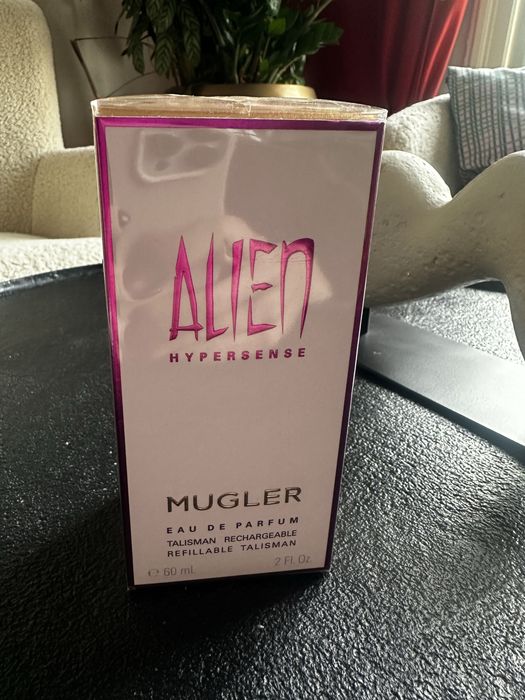 ALIEN
HYPERSENSE
MUGLER
EAU DE PARFUM
TALISMAN RECHARGEABLE
REFILLABLE TALISMAN
℮ 60 mL 2 Fl. Oz